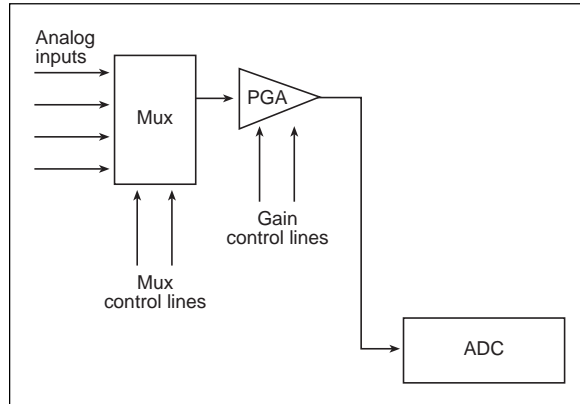 Analog
inputs
Mux
PGA
Gain
control lines
Mux
control lines
ADC